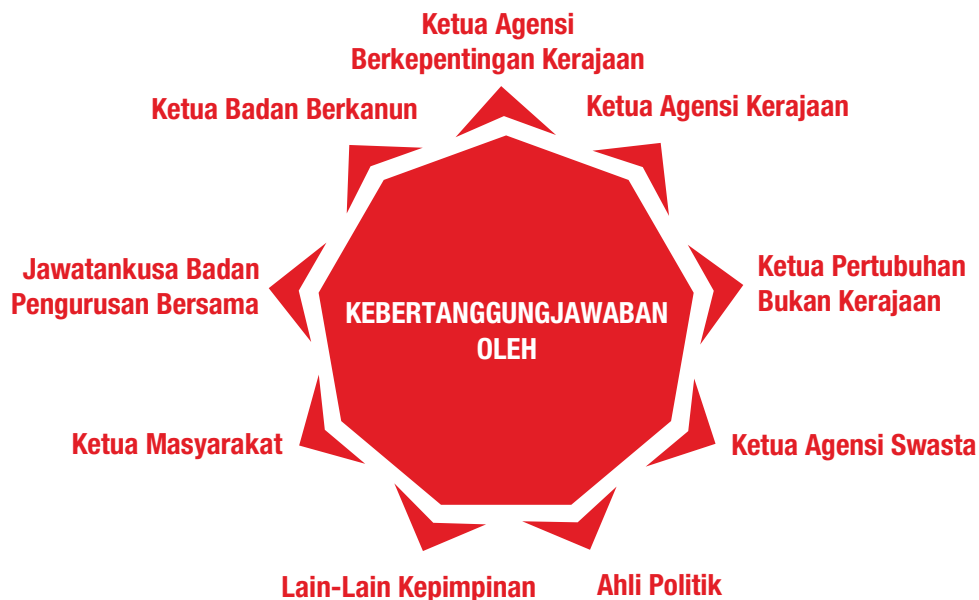 Ketua Agensi
Berkepentingan Kerajaan
Ketua Badan Berkanun
Ketua Agensi Kerajaan
Jawatankusa Badan
Pengurusan Bersama
Ketua Pertubuhan
Bukan Kerajaan
KEBERTANGGUNGJAWABAN
OLEH
Ketua Masyarakat
Ketua Agensi Swasta
Lain-Lain Kepimpinan
Ahli Politik